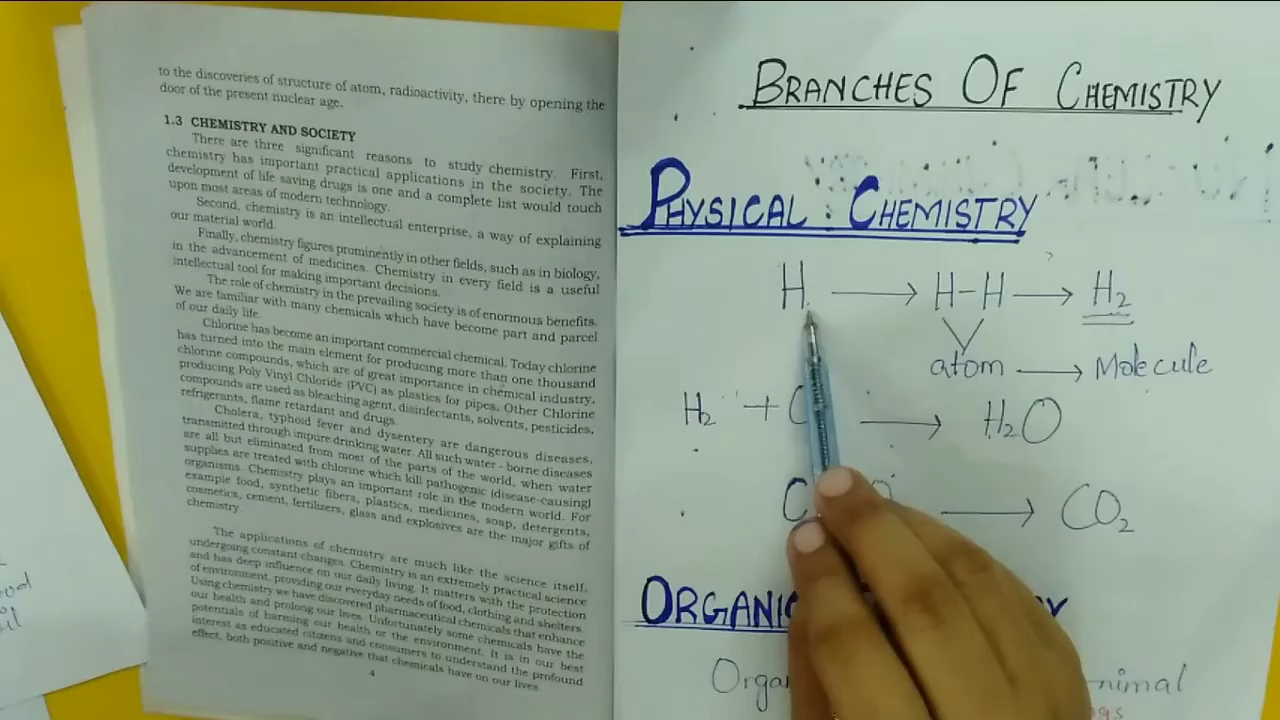 to the discoveries of structure of atom, radioactivity, there by opening the
door of the present nuclear age.
1.3 CHEMISTRY AND SOCIETY
There are three significant reasons to study chemistry. First,
chemistry has important practical applications in the society. The
development of life saving drugs is one and a complete list would touch
upon most areas of modern technology.
Second, chemistry is an intellectual enterprise, a way of explaining
our material world.
Finally, chemistry figures prominently in other fields, such as in biology,
in the advancement of medicines. Chemistry in every field is a useful
intellectual tool for making important decisions.
The role of chemistry in the prevailing society is of enormous benefits.
We are familiar with many chemicals which have become part and parcel
of our daily life.
Chlorine has become an important commercial chemical. Today chlorine
has turned into the main element for producing more than one thousand
chlorine compounds, which are of great importance in chemical industry,
producing Poly Vinyl Chloride (PVC) as plastics for pipes. Other Chlorine
compounds are used as bleaching agent, disinfectants, solvents, pesticides,
refrigerants, flame retardant and drugs.
Cholera, typhoid fever and dysentery are dangerous diseases,
transmitted through impure drinking water. All such water - borne diseases
are all but eliminated from most of the parts of the world, when water
supplies are treated with chlorine which kill pathogenic (disease-causing)
organisms. Chemistry plays an important role in the modern world. For
example food, synthetic fibers, plastics, medicines, soap, detergents,
cosmetics, cement, fertilizers, glass and explosives are the major gifts of
chemistry.
The applications of chemistry are much like the science itself.
undergoing constant changes. Chemistry is an extremely practical science
and has deep influence on our daily living. It matters with the protection
of environment, providing our everyday needs of food, clothing and shelters.
Using chemistry we have discovered pharmaceutical chemicals that enhance
our health and prolong our lives. Unfortunately some chemicals have the
potentials of harming our health or the environment. It is in our best
interest as educated citizens and consumers to understand the profound
effect, both positive and negative that chemicals have on our lives.
4
BRANCHES OF CHEMISTRY
PHYSICAL : CHEMISTRY
H → H-H → H₂
atom → Molecule
H₂ + → H₂O
C → CO₂
ORGANIC